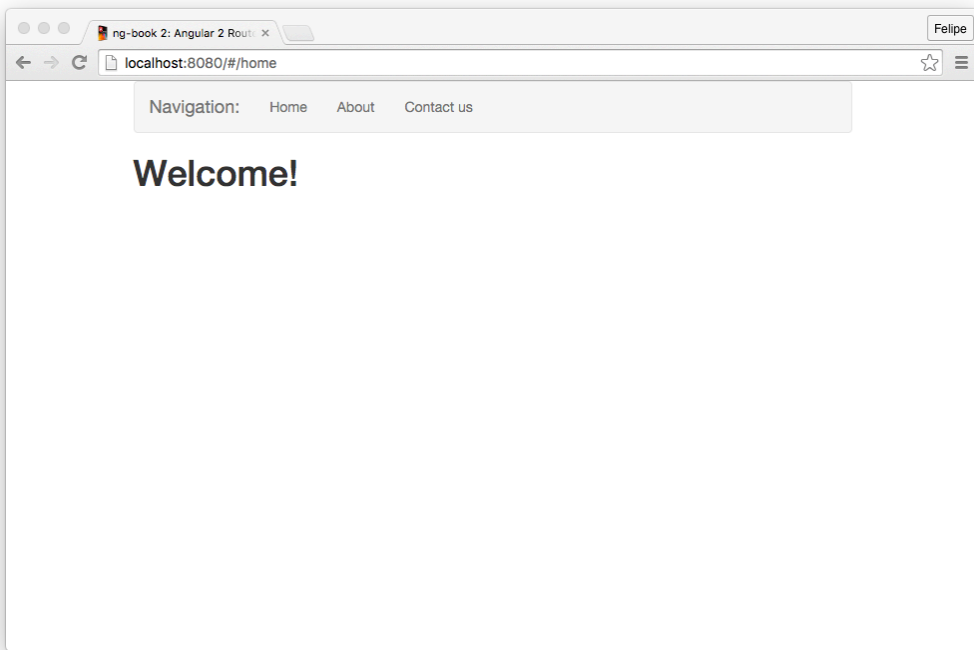 ng-book 2: Angular 2 Rout
Felipe
localhost:8080/#/home
Navigation: Home About Contact us
Welcome!